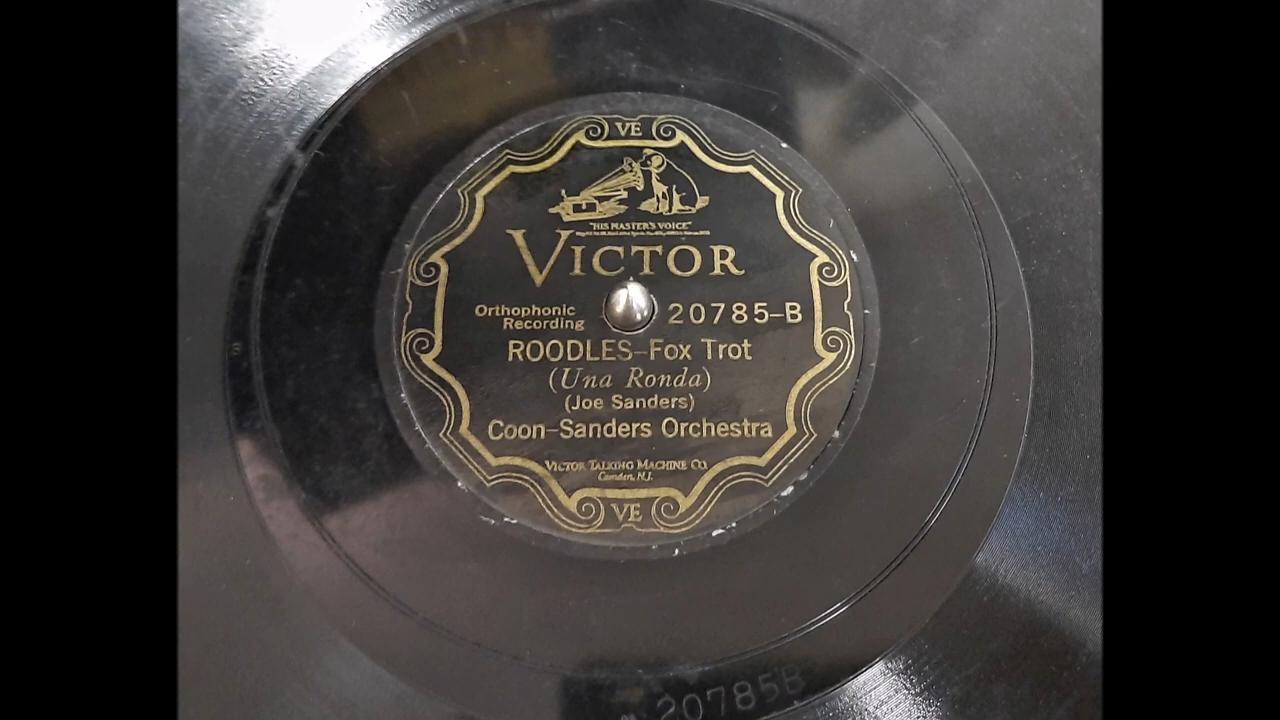 VE
"HIS MASTER'S VOICE"
VICTOR
Orthophonic
Recording
20785-B
ROODLES-Fox Trot
(Una Ronda)
(Joe Sanders)
Coon-Sanders Orchestra
VICTOR TALKING MACHINE CO.
Camden, N.J.
VE
20785B